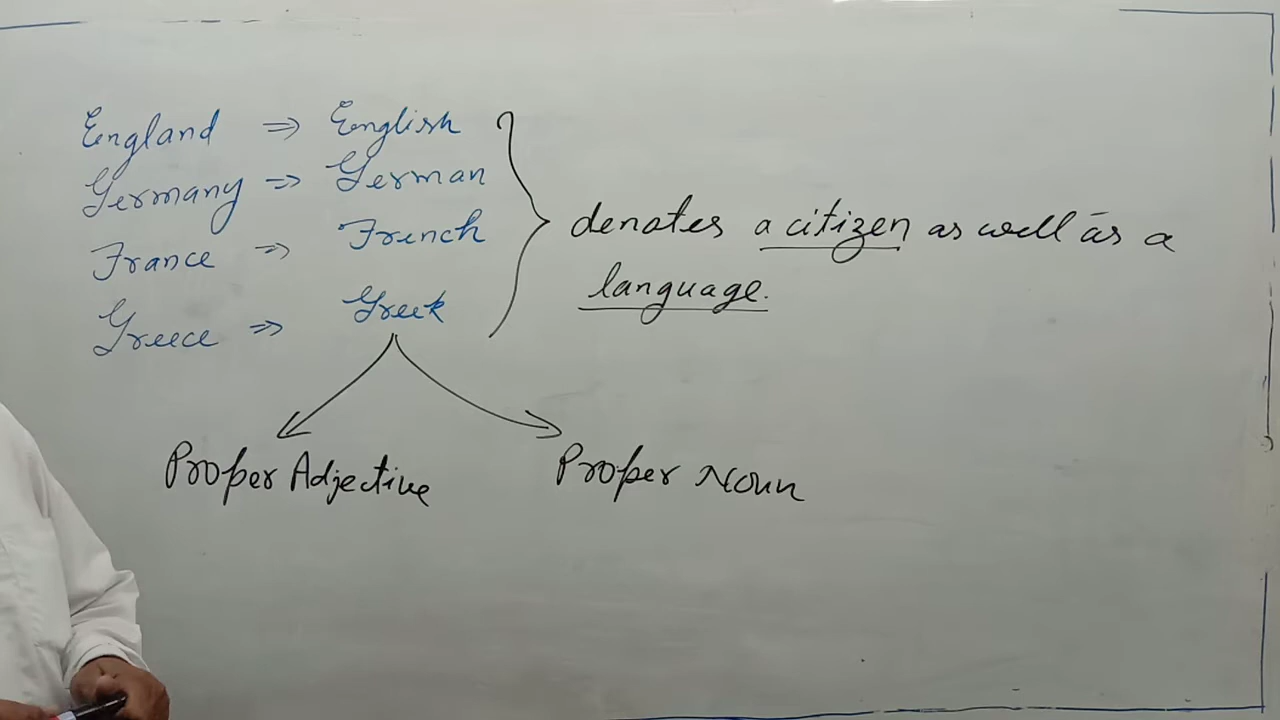 England ⇒ English
Germany ⇒ German
France ⇒ French
Greece ⇒ Greek
denotes a citizen as well as a
language.
Proper Adjective
Proper Noun